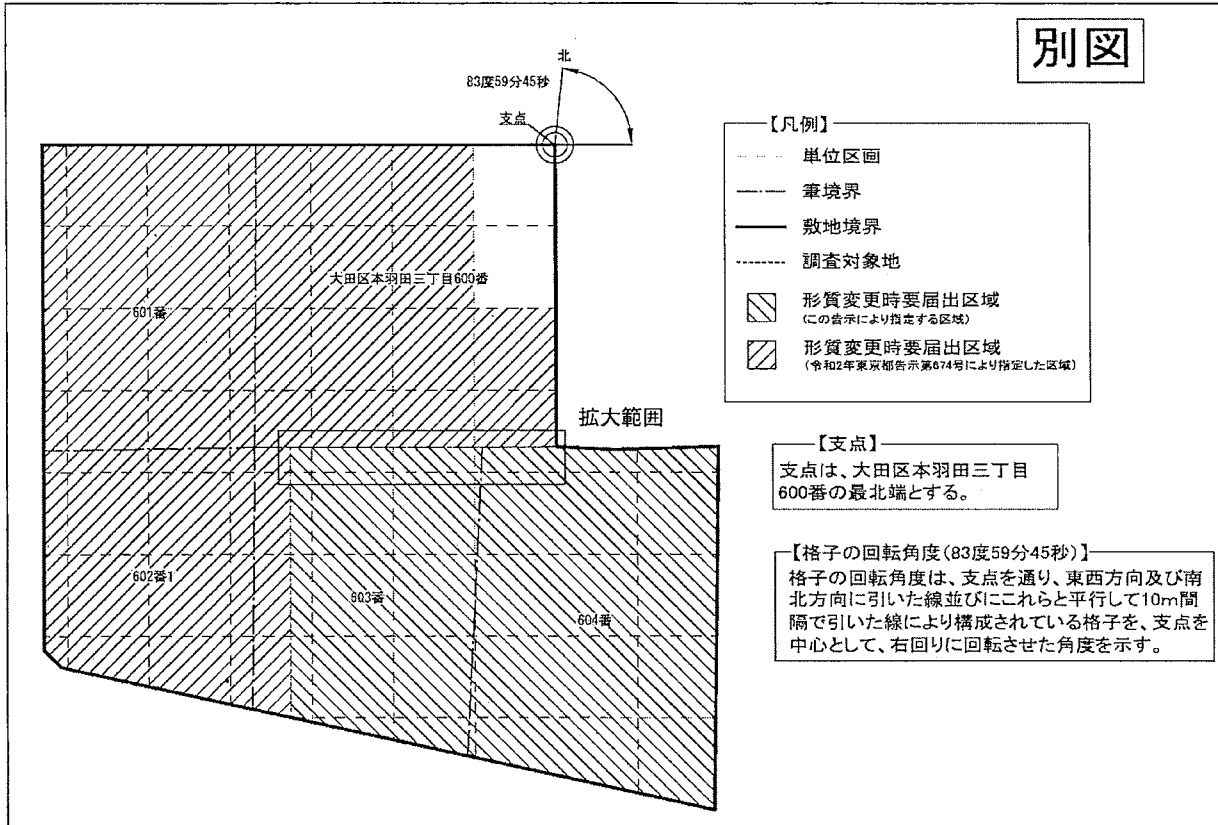 別図
北
83度59分45秒
支点
【凡例】
単位区画
筆境界
敷地境界
調査対象地
形質変更時要届出区域
(この告示により指定する区域)
形質変更時要届出区域
(令和2年東京都告示第674号により指定した区域)
大田区本羽田三丁目600番
601番
拡大範囲
602番1
603番
604番
【支点】
支点は、大田区本羽田三丁目
600番の最北端とする。
【格子の回転角度(83度59分45秒)】
格子の回転角度は、支点を通り、東西方向及び南
北方向に引いた線並びにこれらと平行して10m間
隔で引いた線により構成されている格子を、支点を
中心として、右回りに回転させた角度を示す。